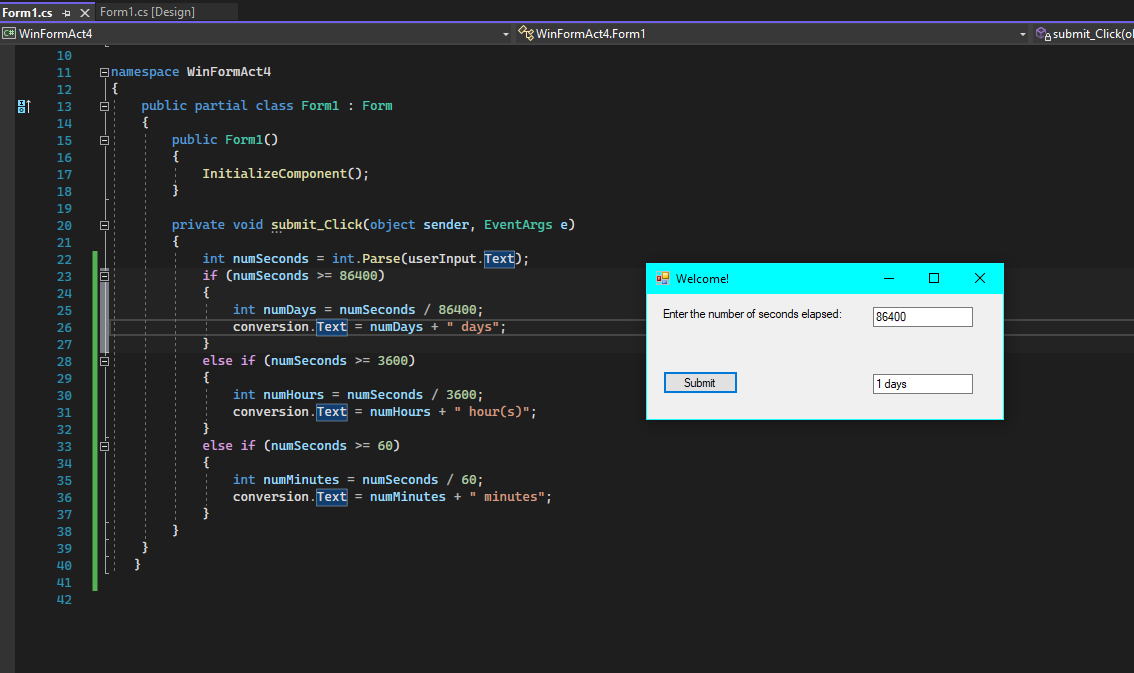 Form1.cs Form1.cs [Design]
C# WinFormAct4 WinFormAct4.Form1 submit_Click(ol
10
11 namespace WinFormAct4
12 {
13 public partial class Form1 : Form
14 {
15 public Form1()
16 {
17 InitializeComponent();
18 }
19
20 private void submit_Click(object sender, EventArgs e)
21 {
22 int numSeconds = int.Parse(userInput.Text);
23 if (numSeconds >= 86400)
24 {
25 int numDays = numSeconds / 86400;
26 conversion.Text = numDays + " days";
27 }
28 else if (numSeconds >= 3600)
29 {
30 int numHours = numSeconds / 3600;
31 conversion.Text = numHours + " hour(s)";
32 }
33 else if (numSeconds >= 60)
34 {
35 int numMinutes = numSeconds / 60;
36 conversion.Text = numMinutes + " minutes";
37 }
38 }
39 }
40 }
41
42
Welcome!
Enter the number of seconds elapsed: 86400
Submit 1 days